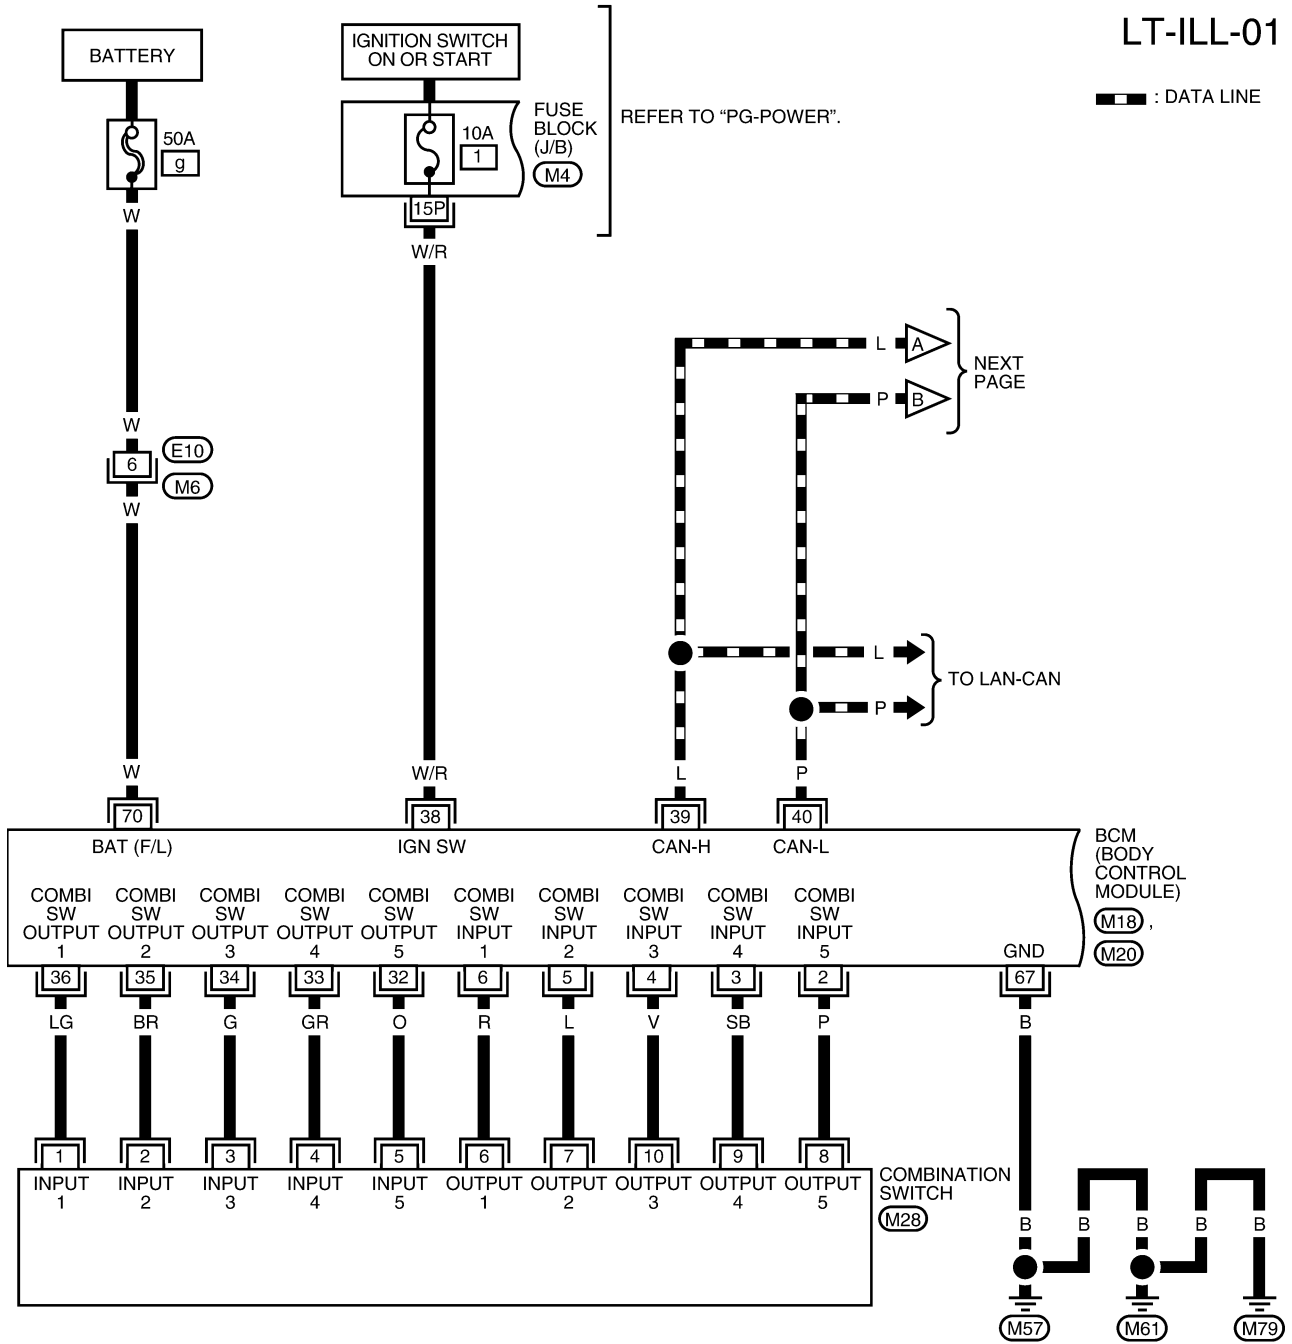 LT-ILL-01
BATTERY
IGNITION SWITCH
ON OR START
: DATA LINE
50A
g
10A
1
FUSE
BLOCK
(J/B)
M4
REFER TO “PG-POWER”.
15P
W
W/R
L
A
P
B
NEXT
PAGE
W
6
E10
M6
W
L
P
TO LAN-CAN
W
W/R
L
P
70
38
39
40
BAT (F/L)
IGN SW
CAN-H
CAN-L
BCM
(BODY
CONTROL
MODULE)
M18 ,
M20
COMBI
SW
OUTPUT
1
COMBI
SW
OUTPUT
2
COMBI
SW
OUTPUT
3
COMBI
SW
OUTPUT
4
COMBI
SW
OUTPUT
5
COMBI
SW
INPUT
1
COMBI
SW
INPUT
2
COMBI
SW
INPUT
3
COMBI
SW
INPUT
4
COMBI
SW
INPUT
5
GND
36
35
34
33
32
6
5
4
3
2
67
LG
BR
G
GR
O
R
L
V
SB
P
B
1
2
3
4
5
6
7
10
9
8
INPUT
1
INPUT
2
INPUT
3
INPUT
4
INPUT
5
OUTPUT
1
OUTPUT
2
OUTPUT
3
OUTPUT
4
OUTPUT
5
COMBINATION
SWITCH
M28
B
B
B
B
B
M57
M61
M79